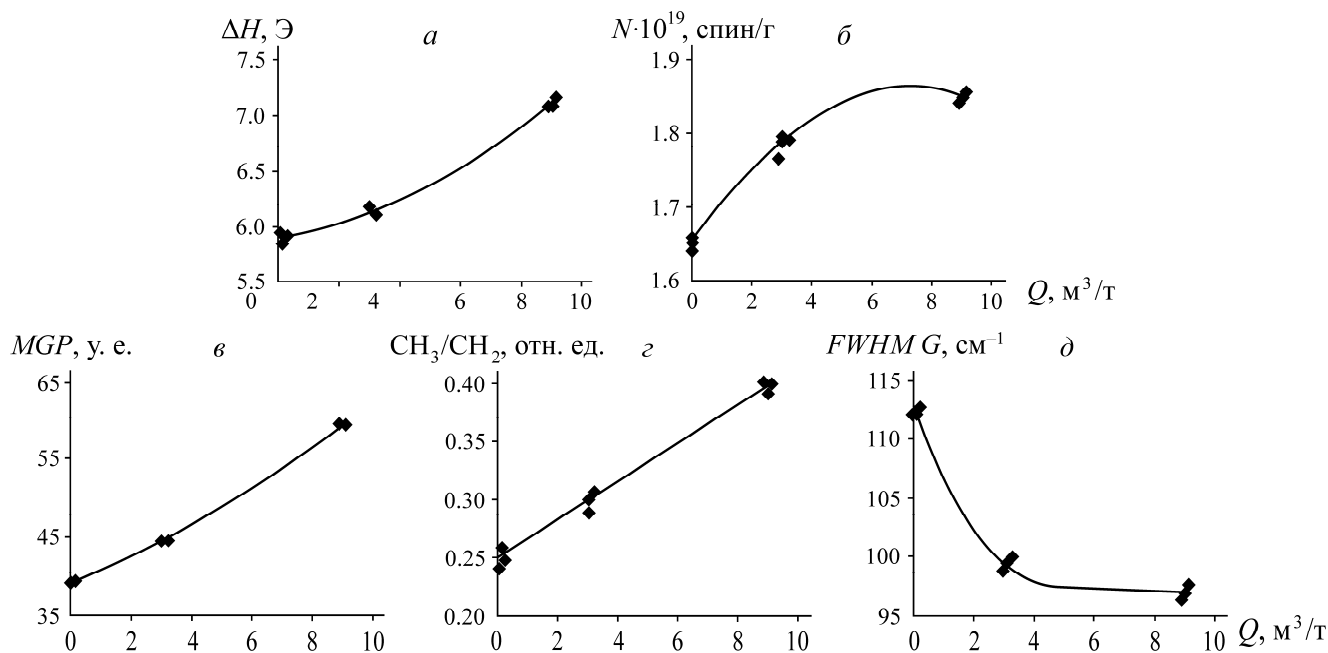 ΔH, Э
а
7.5
7.0
6.5
6.0
5.5
0 2 4 6 8 10
N·10¹⁹, спин/г
б
1.9
1.8
1.7
1.6
0 2 4 6 8 10
Q, м³/т
MGP, у. е.
в
65
55
45
35
0 2 4 6 8 10
CH₃/CH₂, отн. ед.
г
0.40
0.35
0.30
0.25
0.20
0 2 4 6 8 10
FWHM G, см⁻¹
д
115
110
105
100
95
0 2 4 6 8 10
Q, м³/т